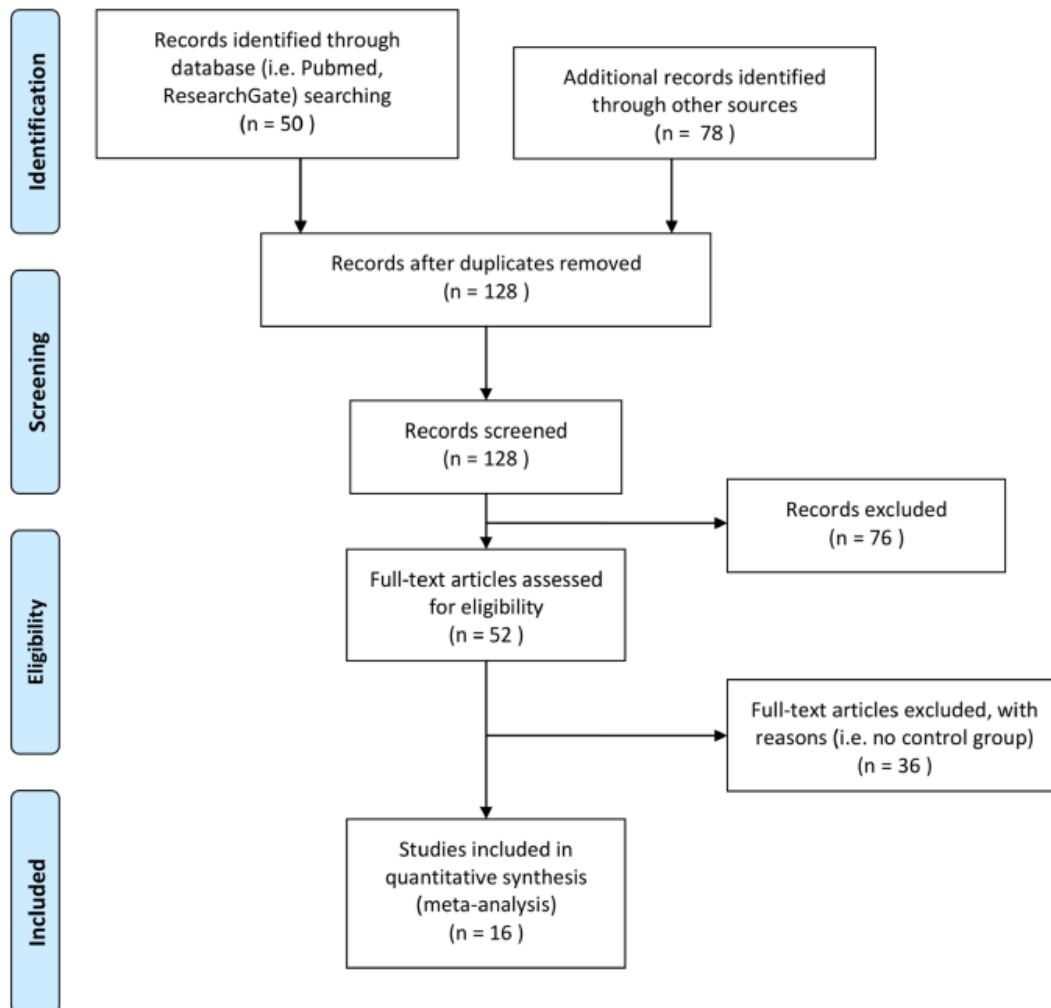 Identification
Records identified through
database (i.e. Pubmed,
ResearchGate) searching
(n = 50 )
Additional records identified
through other sources
(n =  78 )
Records after duplicates removed
(n = 128 )
Screening
Records screened
(n = 128 )
Records excluded
(n = 76 )
Eligibility
Full-text articles assessed
for eligibility
(n = 52 )
Full-text articles excluded, with
reasons (i.e. no control group)
(n = 36 )
Included
Studies included in
quantitative synthesis
(meta-analysis)
(n = 16 )